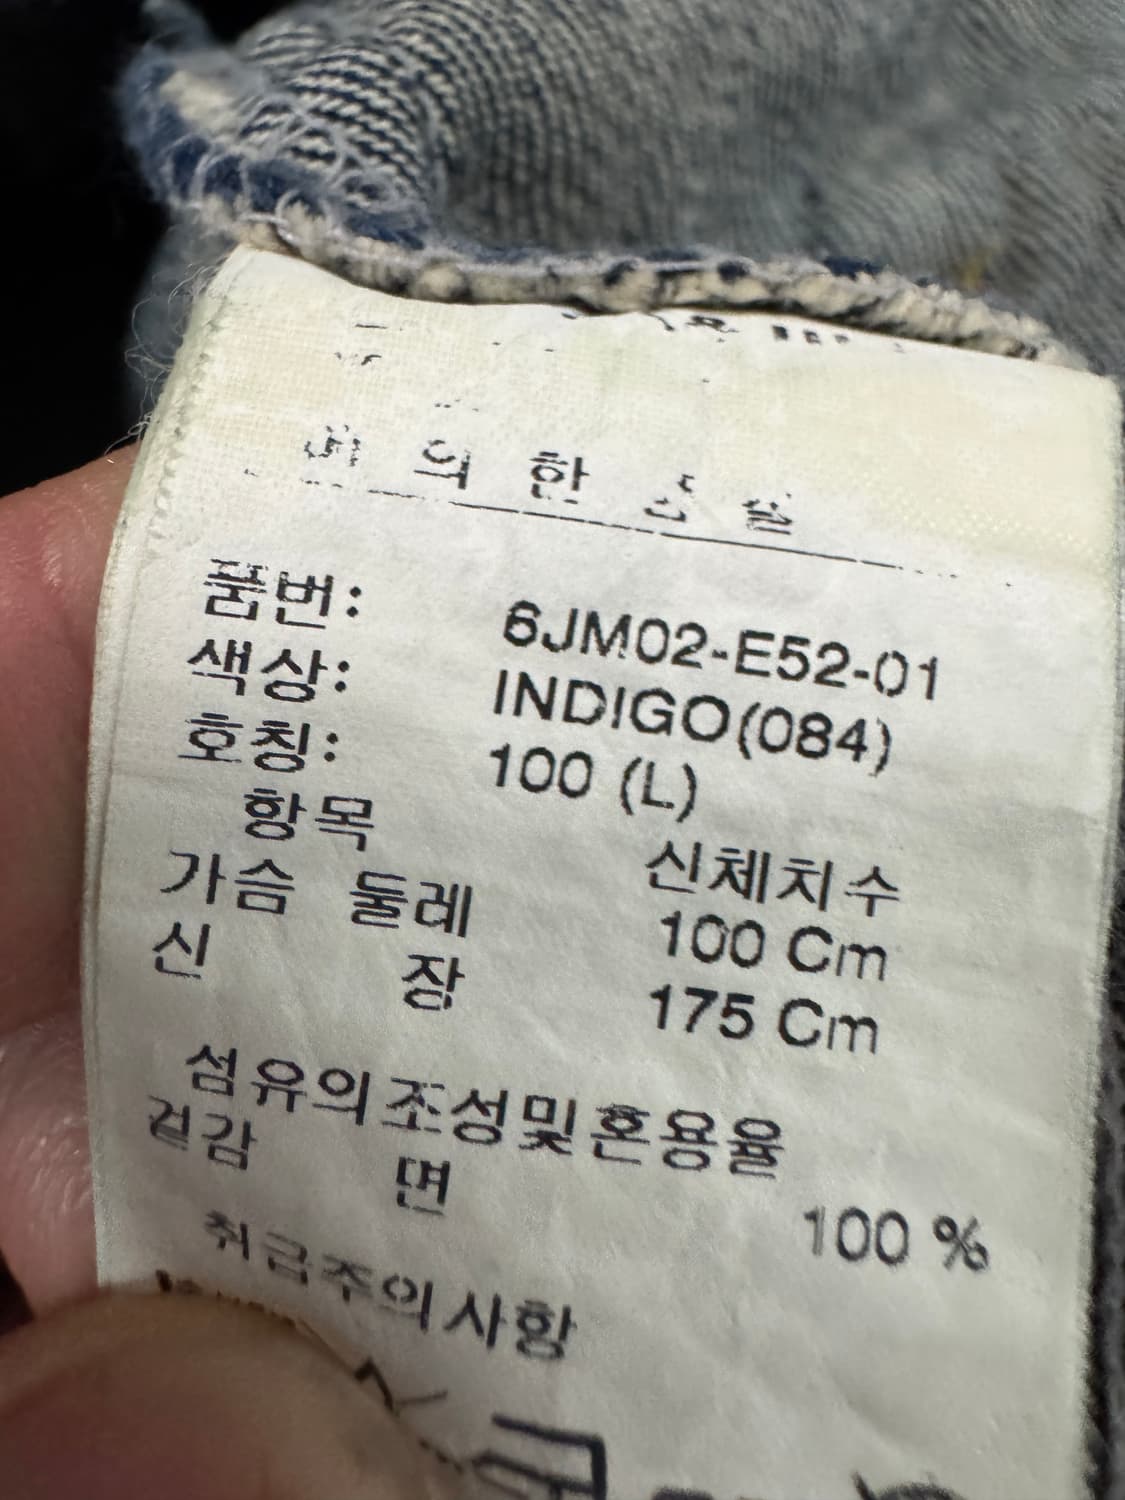 의 한
품번: 6JM02-E52-01
색상: INDIGO(084)
호칭: 100 (L)
항목 신체치수
가슴 둘레 100 Cm
신 장 175 Cm
섬유의조성및혼용율
겉감 면 100 %
취급주의사항